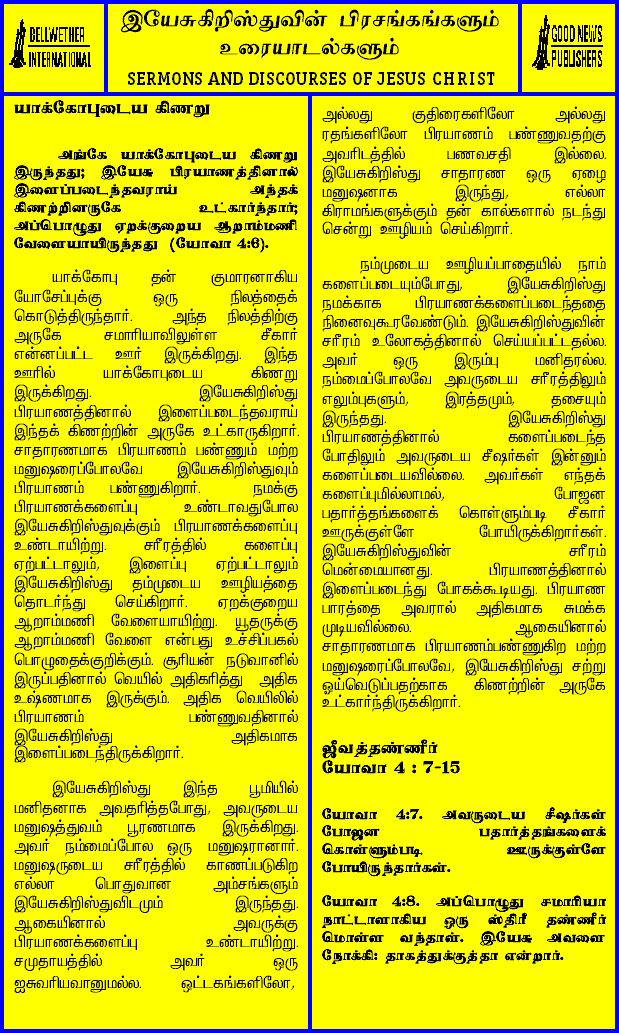 BELLWETHER
INTERNATIONAL
இயேசுகிறிஸ்துவின் பிரசங்கங்களும்
உரையாடல்களும்
SERMONS AND DISCOURSES OF JESUS CHRIST
GOOD NEWS
PUBLISHERS
யாக்கோபுடைய கிணறு
அங்கே யாக்கோபுடைய கிணறு
இருந்தது; இயேசு பிரயாணத்தினால்
இளைப்படைந்தவராய் அந்தக்
கிணற்றினருகே உட்கார்ந்தார்;
அப்பொழுது ஏறக்குறைய ஆறாம்மணி
வேளையாயிருந்தது (யோவா 4:6).
யாக்கோபு தன் குமாரனாகிய
யோசேப்புக்கு ஒரு நிலத்தைக்
கொடுத்திருந்தார். அந்த நிலத்திற்கு
அருகே சமாரியாவிலுள்ள சீகார்
என்னப்பட்ட ஊர் இருக்கிறது. இந்த
ஊரில் யாக்கோபுடைய கிணறு
இருக்கிறது. இயேசுகிறிஸ்து
பிரயாணத்தினால் இளைப்படைந்தவராய்
இந்தக் கிணற்றின் அருகே உட்காருகிறார்.
சாதாரணமாக பிரயாணம் பண்ணும் மற்ற
மனுஷரைப்போலவே இயேசுகிறிஸ்துவும்
பிரயாணம் பண்ணுகிறார். நமக்கு
பிரயாணக்களைப்பு உண்டாவதுபோல
இயேசுகிறிஸ்துவுக்கும் பிரயாணக்களைப்பு
உண்டாயிற்று. சரீரத்தில் களைப்பு
ஏற்பட்டாலும், இளைப்பு ஏற்பட்டாலும்
இயேசுகிறிஸ்து தம்முடைய ஊழியத்தை
தொடர்ந்து செய்கிறார். ஏறக்குறைய
ஆறாம்மணி வேளையாயிற்று. யூதருக்கு
ஆறாம்மணி வேளை என்பது உச்சிப்பகல்
பொழுதைக்குறிக்கும். சூரியன் நடுவானில்
இருப்பதினால் வெயில் அதிகரித்து அதிக
உஷ்ணமாக இருக்கும். அதிக வெயிலில்
பிரயாணம் பண்ணுவதினால்
இயேசுகிறிஸ்து அதிகமாக
இளைப்படைந்திருக்கிறார்.
இயேசுகிறிஸ்து இந்த பூமியில்
மனிதனாக அவதரித்தபோது, அவருடைய
மனுஷத்துவம் பூரணமாக இருக்கிறது.
அவர் நம்மைப்போல ஒரு மனுஷரானார்.
மனுஷருடைய சரீரத்தில் காணப்படுகிற
எல்லா பொதுவான அம்சங்களும்
இயேசுகிறிஸ்துவிடமும் இருந்தது.
ஆகையினால் அவருக்கு
பிரயாணக்களைப்பு உண்டாயிற்று.
சமுதாயத்தில் அவர் ஒரு
ஐசுவரியவானுமல்ல. ஒட்டகங்களிலோ,
அல்லது குதிரைகளிலோ அல்லது
ரதங்களிலோ பிரயாணம் பண்ணுவதற்கு
அவரிடத்தில் பணவசதி இல்லை.
இயேசுகிறிஸ்து சாதாரண ஒரு ஏழை
மனுஷனாக இருந்து, எல்லா
கிராமங்களுக்கும் தன் கால்களால் நடந்து
சென்று ஊழியம் செய்கிறார்.
நம்முடைய ஊழியப்பாதையில் நாம்
களைப்படையும்போது, இயேசுகிறிஸ்து
நமக்காக பிரயாணக்களைப்படைந்ததை
நினைவுகூரவேண்டும். இயேசுகிறிஸ்துவின்
சரீரம் உலோகத்தினால் செய்யப்பட்டதல்ல.
அவர் ஒரு இரும்பு மனிதரல்ல.
நம்மைப்போலவே அவருடைய சரீரத்திலும்
எலும்புகளும், இரத்தமும், தசையும்
இருந்தது. இயேசுகிறிஸ்து
பிரயாணத்தினால் களைப்படைந்த
போதிலும் அவருடைய சீஷர்கள் இன்னும்
களைப்படையவில்லை. அவர்கள் எந்தக்
களைப்புமில்லாமல், போஜன
பதார்த்தங்களைக் கொள்ளும்படி சீகார்
ஊருக்குள்ளே போயிருக்கிறார்கள்.
இயேசுகிறிஸ்துவின் சரீரம்
மென்மையானது. பிரயாணத்தினால்
இளைப்படைந்து போகக்கூடியது. பிரயாண
பாரத்தை அவரால் அதிகமாக சுமக்க
முடியவில்லை. ஆகையினால்
சாதாரணமாக பிரயாணம்பண்ணுகிற மற்ற
மனுஷரைப்போலவே, இயேசுகிறிஸ்து சற்று
ஓய்வெடுப்பதற்காக கிணற்றின் அருகே
உட்கார்ந்திருக்கிறார்.
ஜீவத்தண்ணீர்
யோவா 4 : 7-15
யோவா 4:7. அவருடைய சீஷர்கள்
போஜன பதார்த்தங்களைக்
கொள்ளும்படி ஊருக்குள்ளே
போயிருந்தார்கள்.
யோவா 4:8. அப்பொழுது சமாரியா
நாட்டாளாகிய ஒரு ஸ்திரீ தண்ணீர்
மொள்ள வந்தாள். இயேசு அவளை
நோக்கி: தாகத்துக்குத்தா என்றார்.